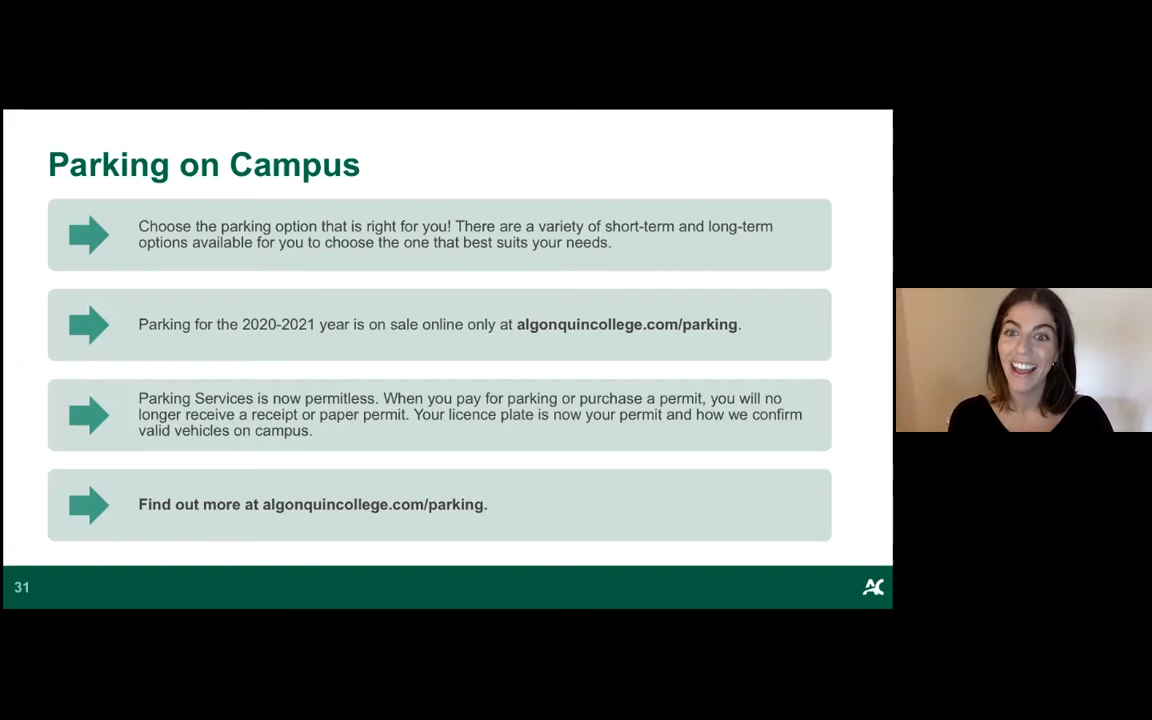 Parking on Campus
Choose the parking option that is right for you! There are a variety of short-term and long-term
options available for you to choose the one that best suits your needs.
Parking for the 2020-2021 year is on sale online only at algonquincollege.com/parking.
Parking Services is now permitless. When you pay for parking or purchase a permit, you will no
longer receive a receipt or paper permit. Your licence plate is now your permit and how we confirm
valid vehicles on campus.
Find out more at algonquincollege.com/parking.
31
AC